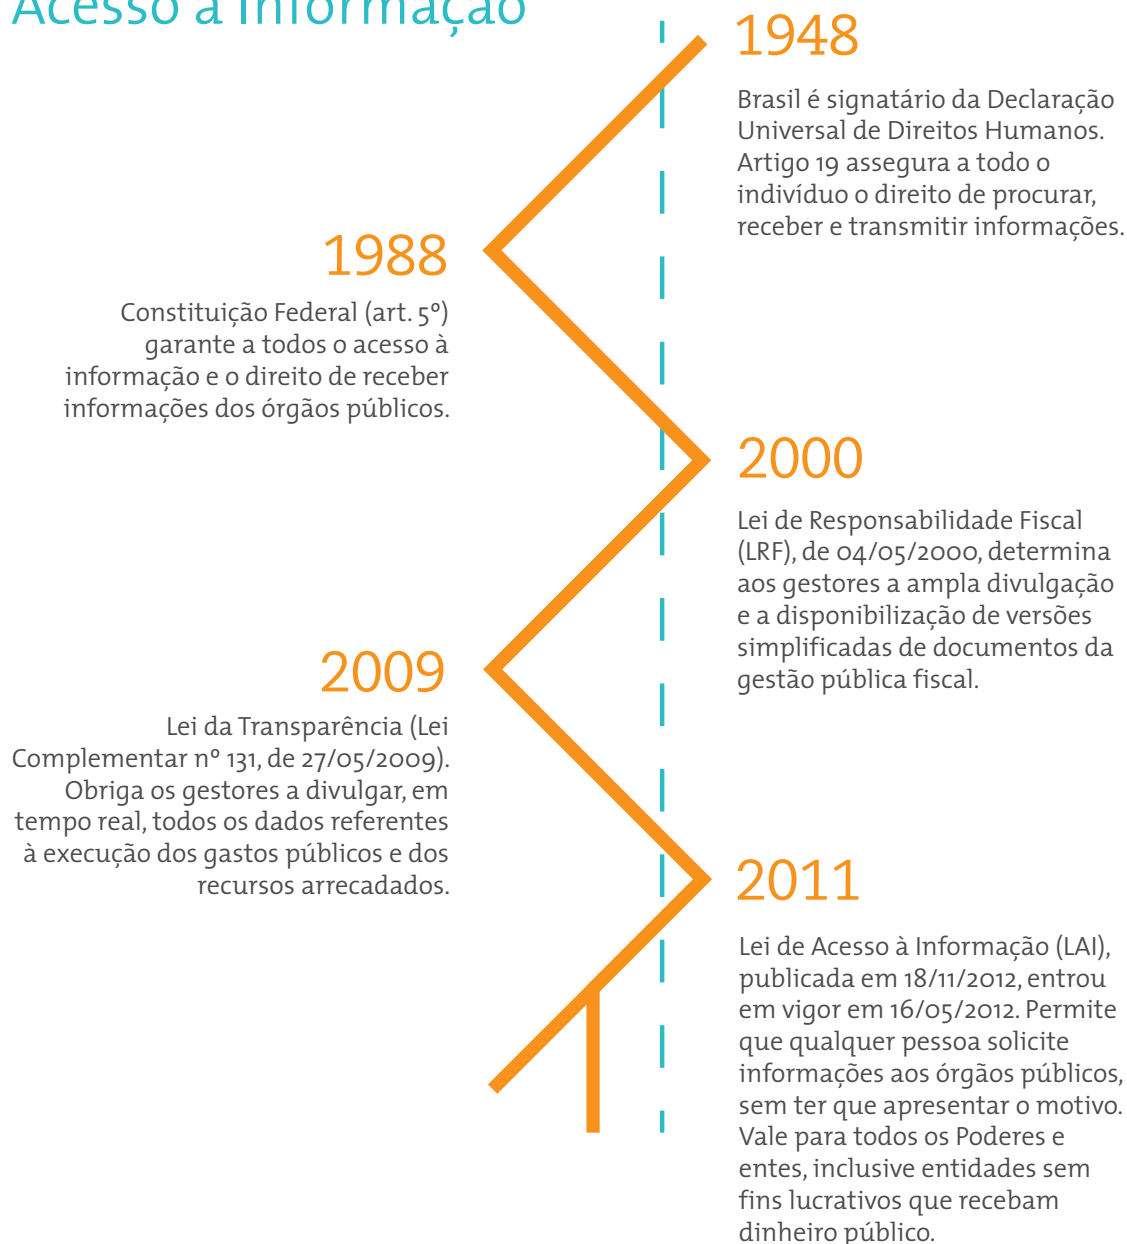 Acesso à Informação
1948
Brasil é signatário da Declaração
Universal de Direitos Humanos.
Artigo 19 assegura a todo o
indivíduo o direito de procurar,
receber e transmitir informações.
1988
Constituição Federal (art. 5º)
garante a todos o acesso à
informação e o direito de receber
informações dos órgãos públicos.
2000
Lei de Responsabilidade Fiscal
(LRF), de 04/05/2000, determina
aos gestores a ampla divulgação
e a disponibilização de versões
simplificadas de documentos da
gestão pública fiscal.
2009
Lei da Transparência (Lei
Complementar nº 131, de 27/05/2009).
Obriga os gestores a divulgar, em
tempo real, todos os dados referentes
à execução dos gastos públicos e dos
recursos arrecadados.
2011
Lei de Acesso à Informação (LAI),
publicada em 18/11/2012, entrou
em vigor em 16/05/2012. Permite
que qualquer pessoa solicite
informações aos órgãos públicos,
sem ter que apresentar o motivo.
Vale para todos os Poderes e
entes, inclusive entidades sem
fins lucrativos que recebam
dinheiro público.